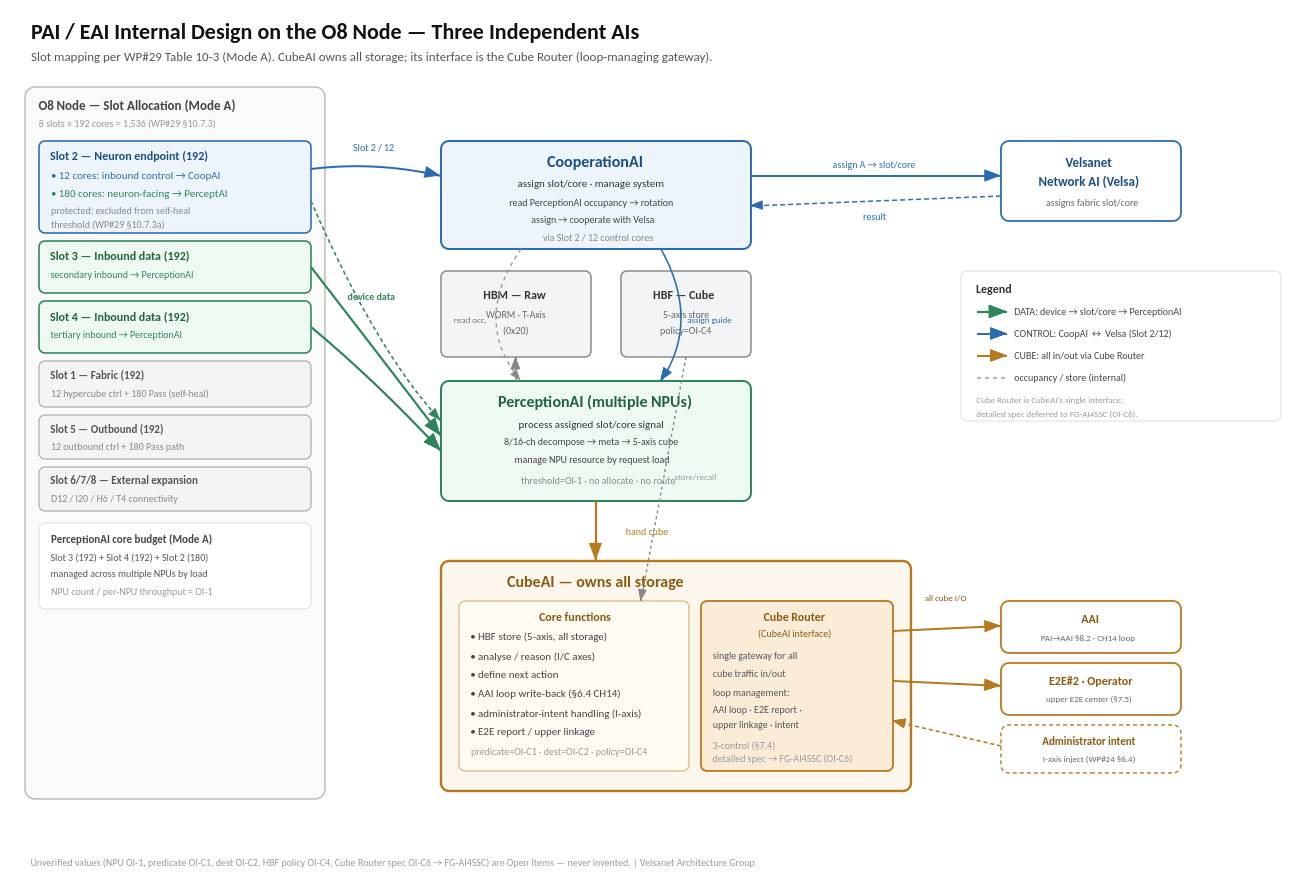 PAI / EAI Internal Design on the O8 Node — Three Independent AIs
Slot mapping per WP#29 Table 10-3 (Mode A). CubeAI owns all storage; its interface is the Cube Router (loop-managing gateway).
O8 Node — Slot Allocation (Mode A)
8 slots × 192 cores = 1,536 (WP#29 §10.7.3)
Slot 2 — Neuron endpoint (192)
• 12 cores: inbound control → CoopAI
• 180 cores: neuron-facing → PerceptAI
protected; excluded from self-heal
threshold (WP#29 §10.7.3a)
Slot 3 — Inbound data (192)
secondary inbound → PerceptionAI
Slot 4 — Inbound data (192)
tertiary inbound → PerceptionAI
Slot 1 — Fabric (192)
12 hypercube ctrl + 180 Pass (self-heal)
Slot 5 — Outbound (192)
12 outbound ctrl + 180 Pass path
Slot 6/7/8 — External expansion
D12 / I20 / H6 / T4 connectivity
PerceptionAI core budget (Mode A)
Slot 3 (192) + Slot 4 (192) + Slot 2 (180)
managed across multiple NPUs by load
NPU count / per-NPU throughput = OI-1
Slot 2 / 12
device data
CooperationAI
assign slot/core · manage system
read PerceptionAI occupancy → rotation
assign → cooperate with Velsa
via Slot 2 / 12 control cores
assign A → slot/core
result
Velsanet
Network AI (Velsa)
assigns fabric slot/core
HBM — Raw
WORM · T-Axis
(0x20)
read occ.
HBF — Cube
5-axis store
policy=OI-C4
assign guide
Legend
DATA: device → slot/core → PerceptionAI
CONTROL: CoopAI ↔ Velsa (Slot 2/12)
CUBE: all in/out via Cube Router
occupancy / store (internal)
Cube Router is CubeAI's single interface;
detailed spec deferred to FG-AI4SSC (OI-C6).
PerceptionAI (multiple NPUs)
process assigned slot/core signal
8/16-ch decompose → meta → 5-axis cube
manage NPU resource by request load
threshold=OI-1 · no allocate · no route
store/recall
hand cube
CubeAI — owns all storage
Core functions
• HBF store (5-axis, all storage)
• analyse / reason (I/C axes)
• define next action
• AAI loop write-back (§6.4 CH14)
• administrator-intent handling (I-axis)
• E2E report / upper linkage
predicate=OI-C1 · dest=OI-C2 · policy=OI-C4
Cube Router
(CubeAI interface)
single gateway for all
cube traffic in/out
loop management:
AAI loop · E2E report ·
upper linkage · intent
3-control (§7.4)
detailed spec → FG-AI4SSC (OI-C6)
all cube I/O
AAI
PAI→AAI §8.2 · CH14 loop
E2E#2 · Operator
upper E2E center (§7.5)
Administrator intent
I-axis inject (WP#24 §6.4)
Unverified values (NPU OI-1, predicate OI-C1, dest OI-C2, HBF policy OI-C4, Cube Router spec OI-C6 → FG-AI4SSC) are Open Items — never invented. | Velsanet Architecture Group